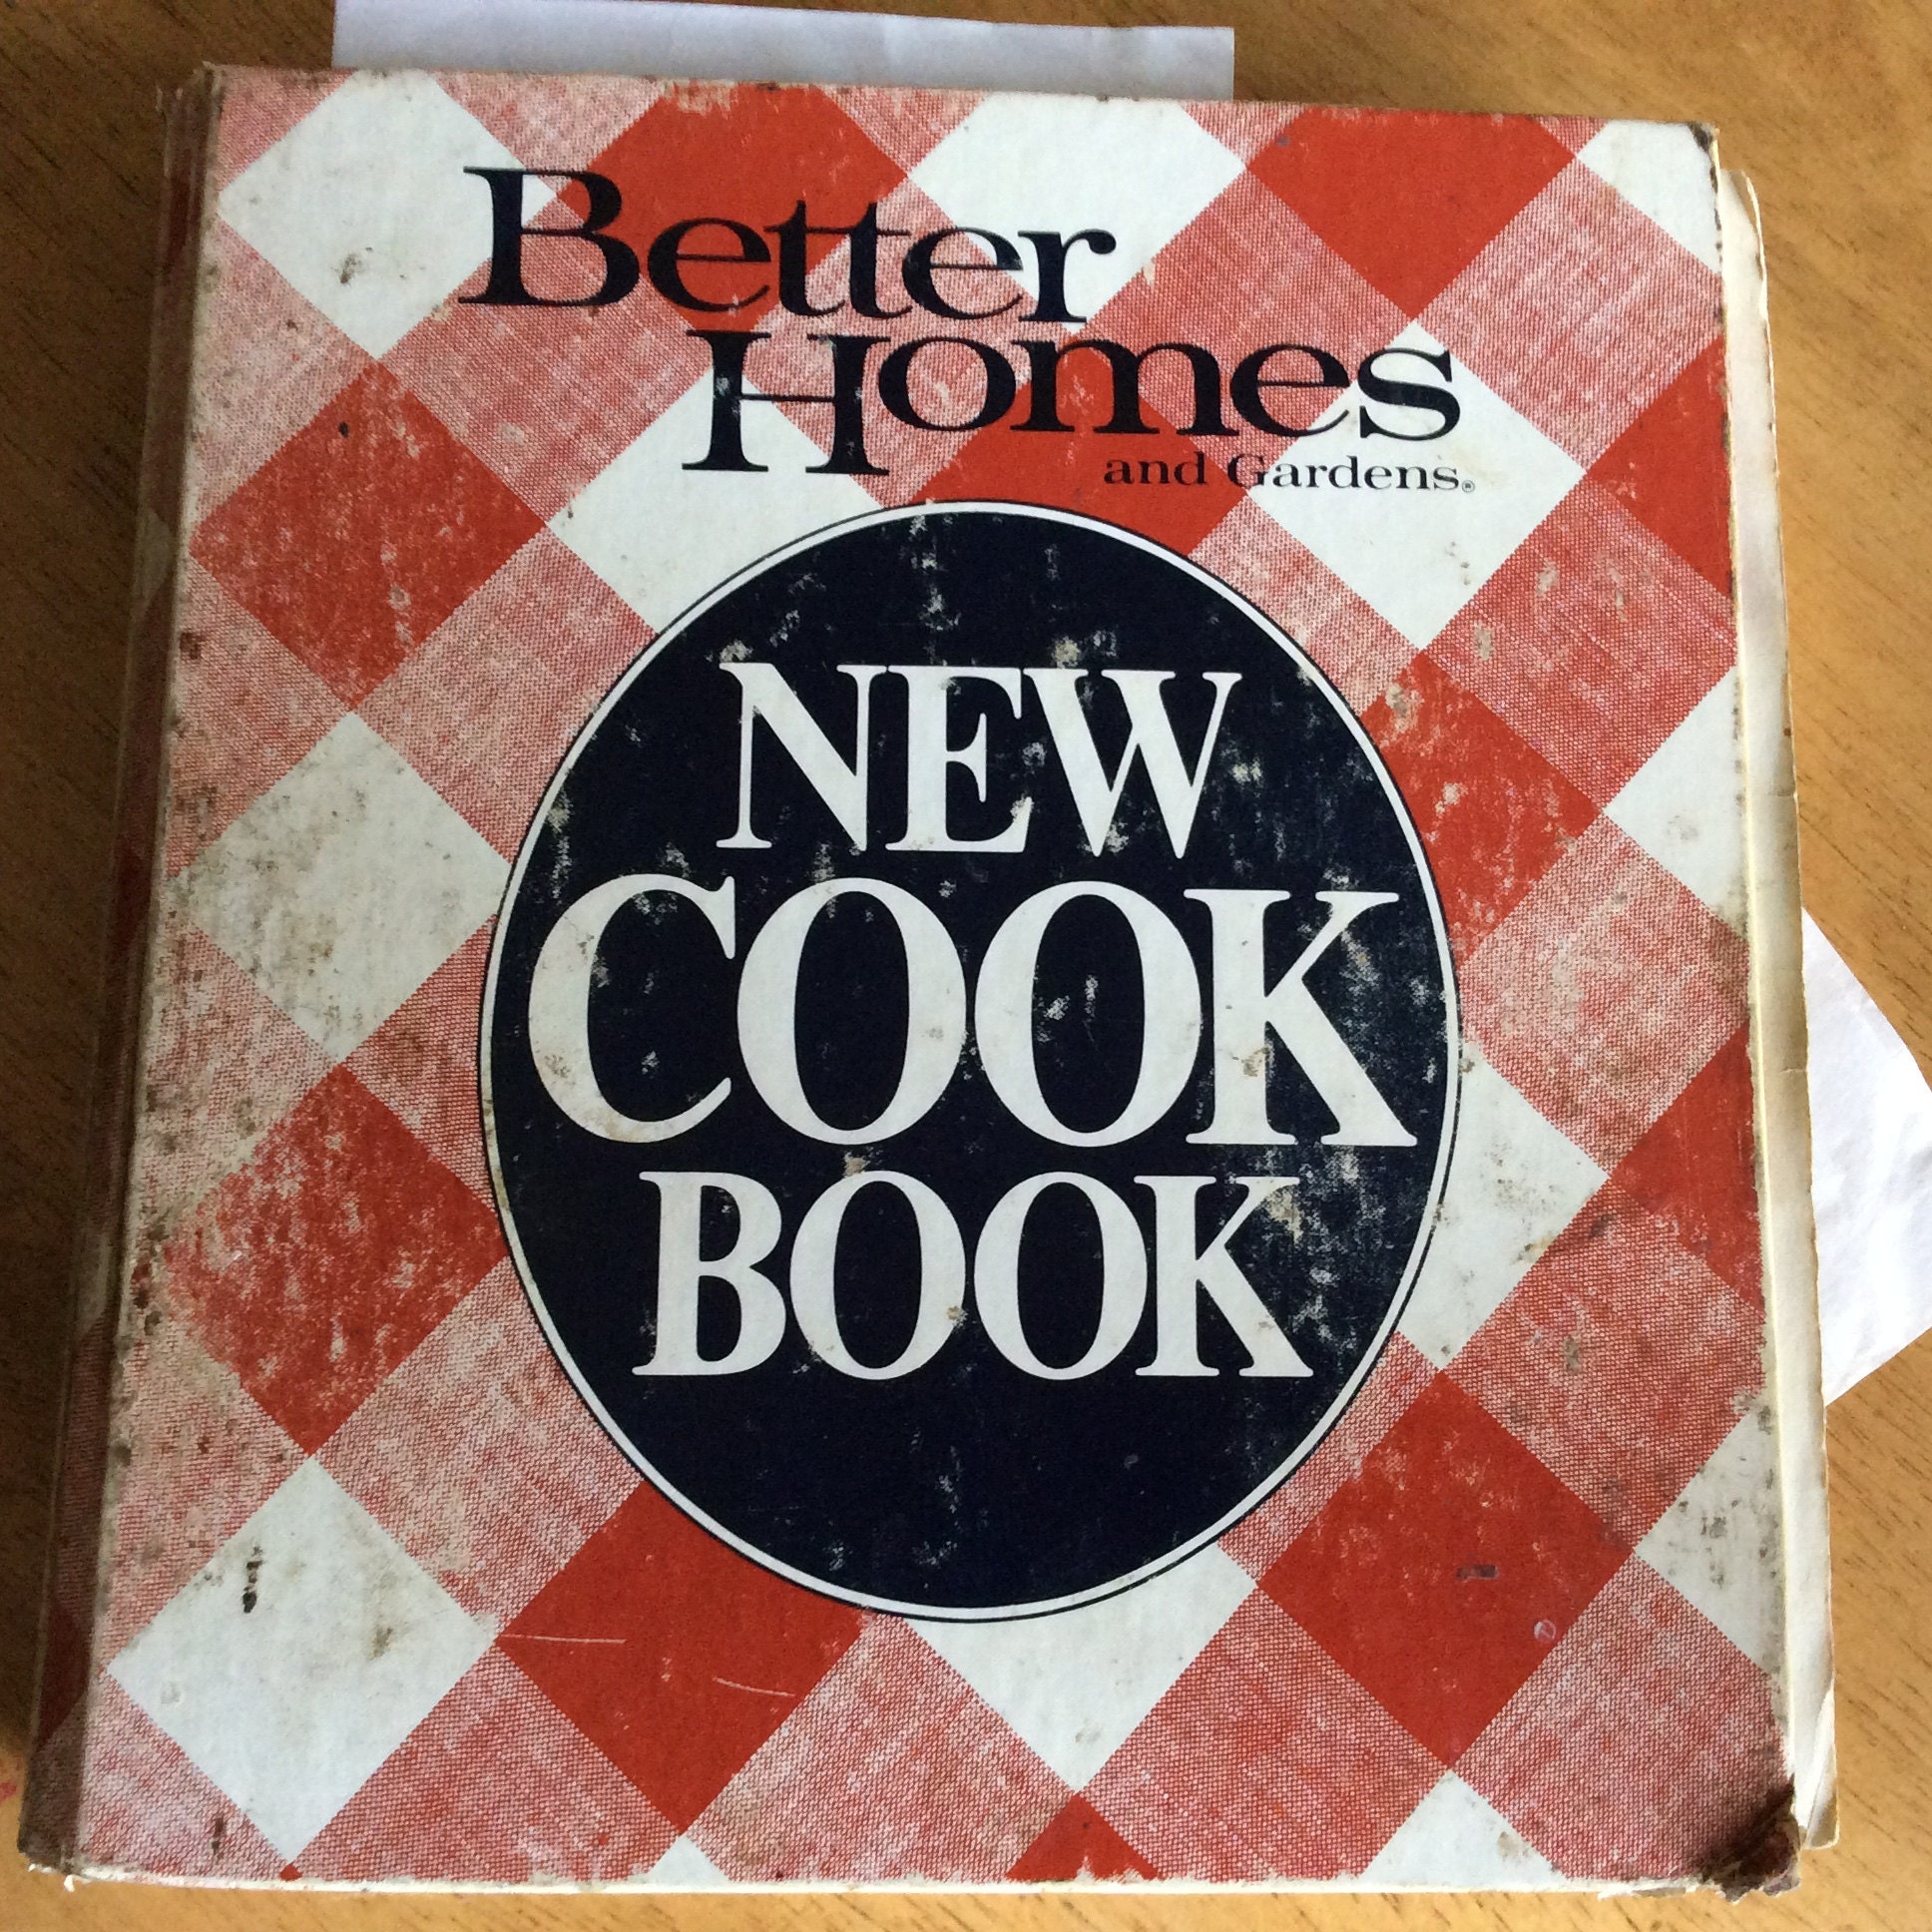 Better
Homes
and Gardens®
NEW
COOK
BOOK